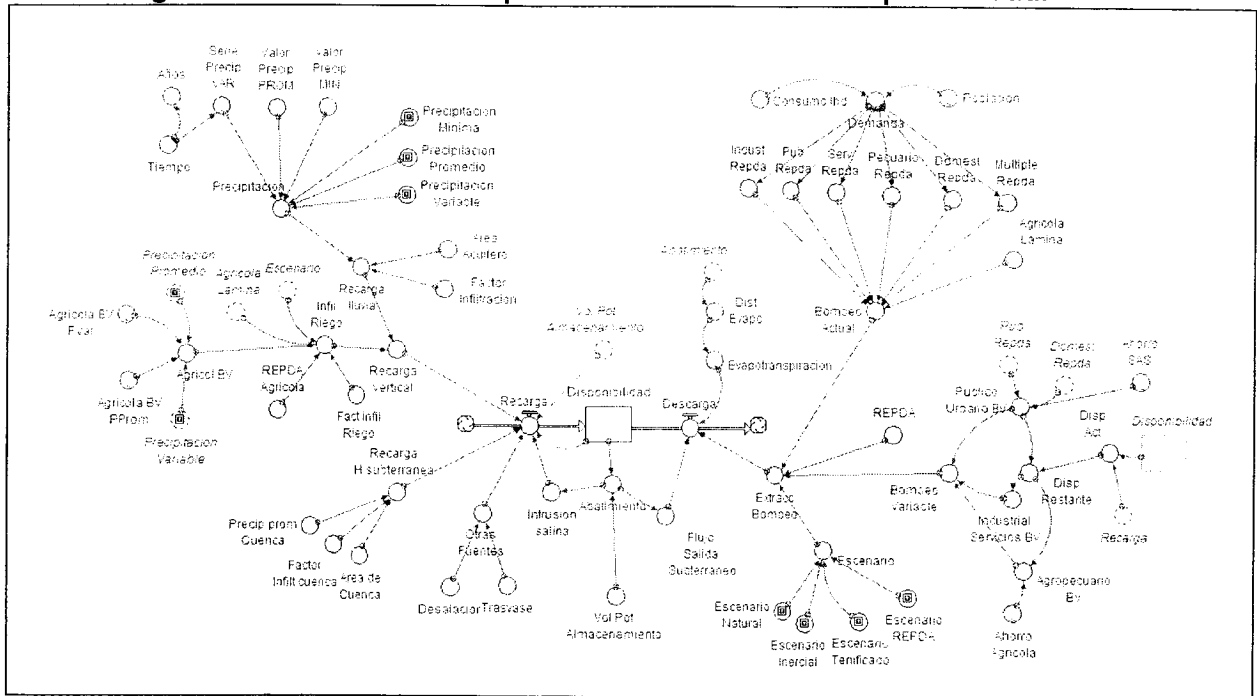 Años
Serie
Precip
VAR
Valor
Precip
PROM
Valor
Precip
MIN
Tiempo
Precipitacion
Precipitacion
Minima
Precipitacion
Promedio
Precipitacion
Variable
Consumo Ind
Demanda
Poblacion
Indust
Repda
Pub
Repda
Serv
Repda
Pecuario
Repda
Domest
Repda
Multiple
Repda
Agricola
Lamina
Bombeo
Actual
Area
Acuifero
Factor
Infiltracion
Recarga
lluvia
Precipitacion
Promedio
Agricola
Lamina
Escenario
Infil
Riego
Agricola BV
PVar
Agricol BV
Agricola BV
PProm
Precipitacion
Variable
REPDA
Agricola
Fact Infil
Riego
Recarga
Vertical
Vol Pot
Almacenamiento
Abatimiento
Dist
Evapo
Evapotranspiracion
Recarga
Disponibilidad
Descarga
Recarga
H subterranea
Precip prom
Cuenca
Factor
Infilt cuenca
Area de
Cuenca
Otras
Fuentes
Desalacion
Trasvase
Intrusion
salina
Abatimiento
Vol Pot
Almacenamiento
Flujo
Salida
Subterraneo
Extracc
Bombeo
REPDA
Escenario
Escenario
Natural
Escenario
Inercial
Escenario
Tenificado
Escenario
REPDA
Bombeo
Variable
Pub
Repda
Domest
Repda
Ahorro
SAS
Publico
Urbano BV
Disp
Act
Disponibilidad
Disp
Restante
Recarga
Industrial
Servicios BV
Agropecuario
BV
Ahorro
Agricola